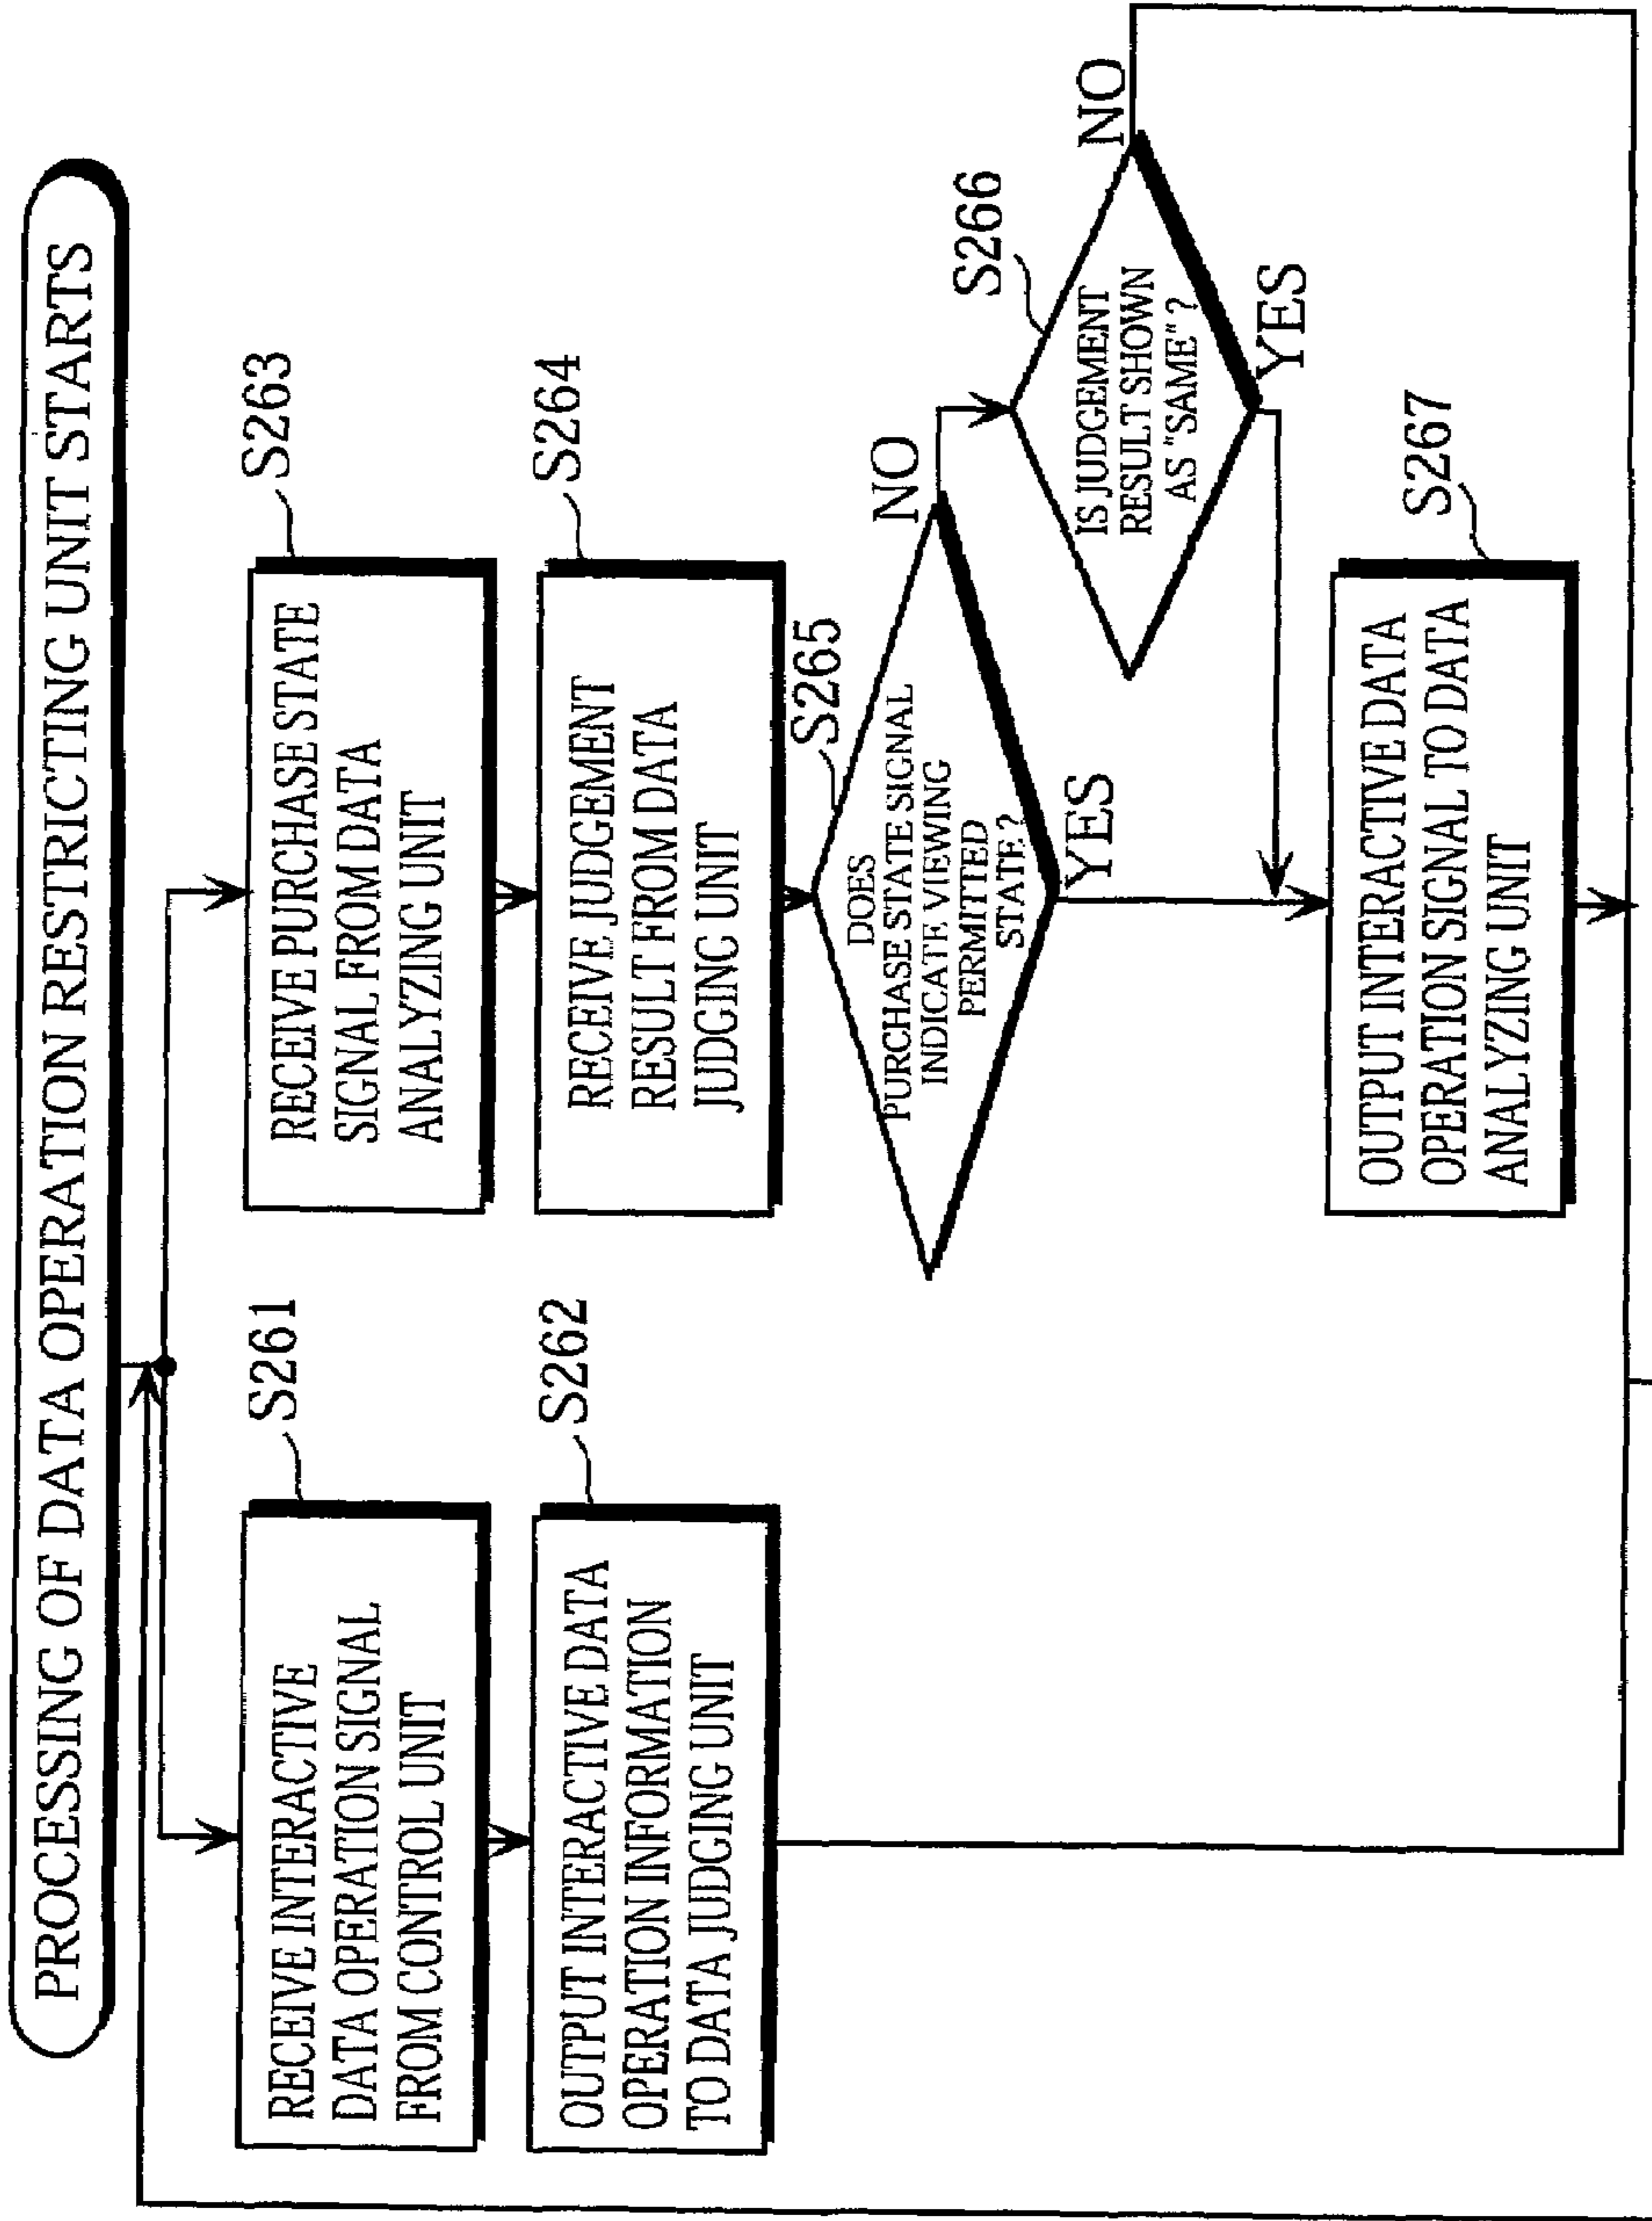 PROCESSING OF DATA OPERATION RESTRICTING UNIT STARTS
S261
RECEIVE INTERACTIVE
DATA OPERATION SIGNAL
FROM CONTROL UNIT
S262
OUTPUT INTERACTIVE DATA
OPERATION INFORMATION
TO DATA JUDGING UNIT
S263
RECEIVE PURCHASE STATE
SIGNAL FROM DATA
ANALYZING UNIT
S264
RECEIVE JUDGEMENT
RESULT FROM DATA
JUDGING UNIT
S265
DOES
PURCHASE STATE SIGNAL
INDICATE VIEWING
PERMITTED
STATE?
NO
YES
S266
IS JUDGEMENT
RESULT SHOWN
AS "SAME"?
NO
YES
S267
OUTPUT INTERACTIVE DATA
OPERATION SIGNAL TO DATA
ANALYZING UNIT